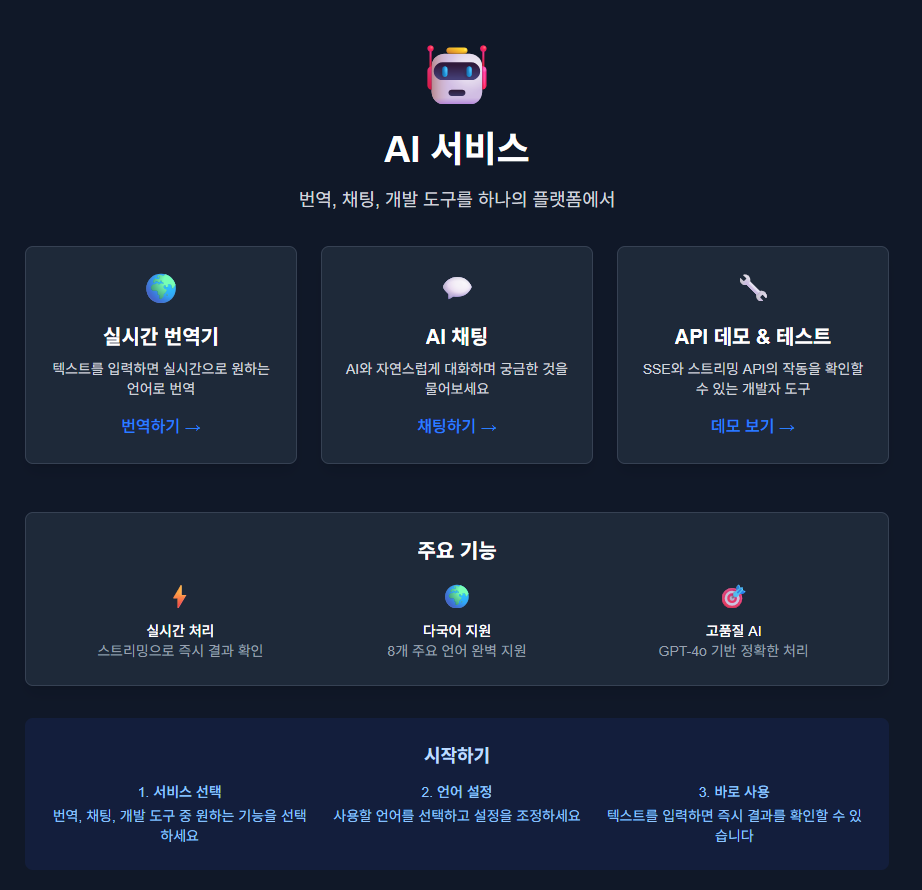 AI 서비스
번역, 채팅, 개발 도구를 하나의 플랫폼에서
실시간 번역기
텍스트를 입력하면 실시간으로 원하는
언어로 번역
번역하기 →
AI 채팅
AI와 자연스럽게 대화하며 궁금한 것을
물어보세요
채팅하기 →
API 데모 & 테스트
SSE와 스트리밍 API의 작동을 확인할
수 있는 개발자 도구
데모 보기 →
주요 기능
실시간 처리
스트리밍으로 즉시 결과 확인
다국어 지원
8개 주요 언어 완벽 지원
고품질 AI
GPT-4o 기반 정확한 처리
시작하기
1. 서비스 선택
번역, 채팅, 개발 도구 중 원하는 기능을 선택
하세요
2. 언어 설정
사용할 언어를 선택하고 설정을 조정하세요
3. 바로 사용
텍스트를 입력하면 즉시 결과를 확인할 수 있
습니다